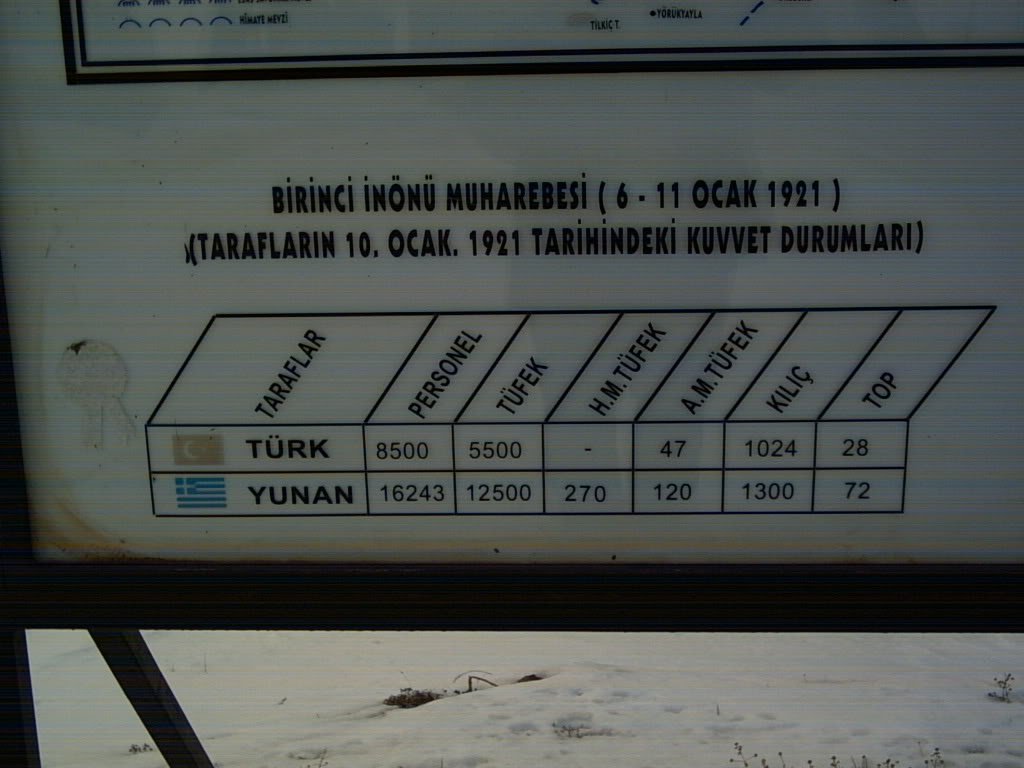 HİMAYE MEVZİ
TİLKİÇ T.
YÖRÜKYAYLA
BİRİNCİ İNÖNÜ MUHAREBESİ ( 6 - 11 OCAK 1921 )
(TARAFLARIN 10. OCAK. 1921 TARİHİNDEKİ KUVVET DURUMLARI)
TARAFLAR PERSONEL TÜFEK H.M.TÜFEK A.M.TÜFEK KILIÇ TOP
TÜRK 8500 5500 - 47 1024 28
YUNAN 16243 12500 270 120 1300 72